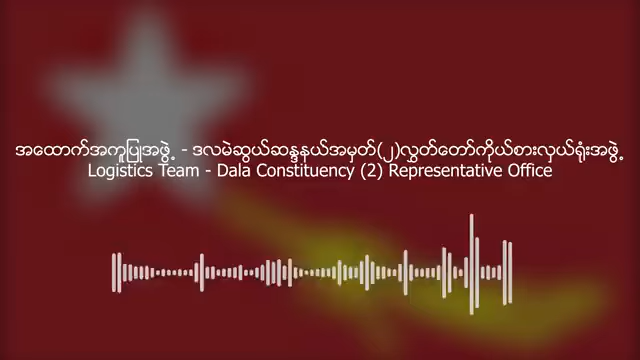 အထောက်အကူပြုအဖွဲ့ - ဒလမဲဆွယ်ဆန္ဒနယ်အမှတ်(၂)လွှတ်တော်ကိုယ်စားလှယ်ရုံးအဖွဲ့
Logistics Team - Dala Constituency (2) Representative Office